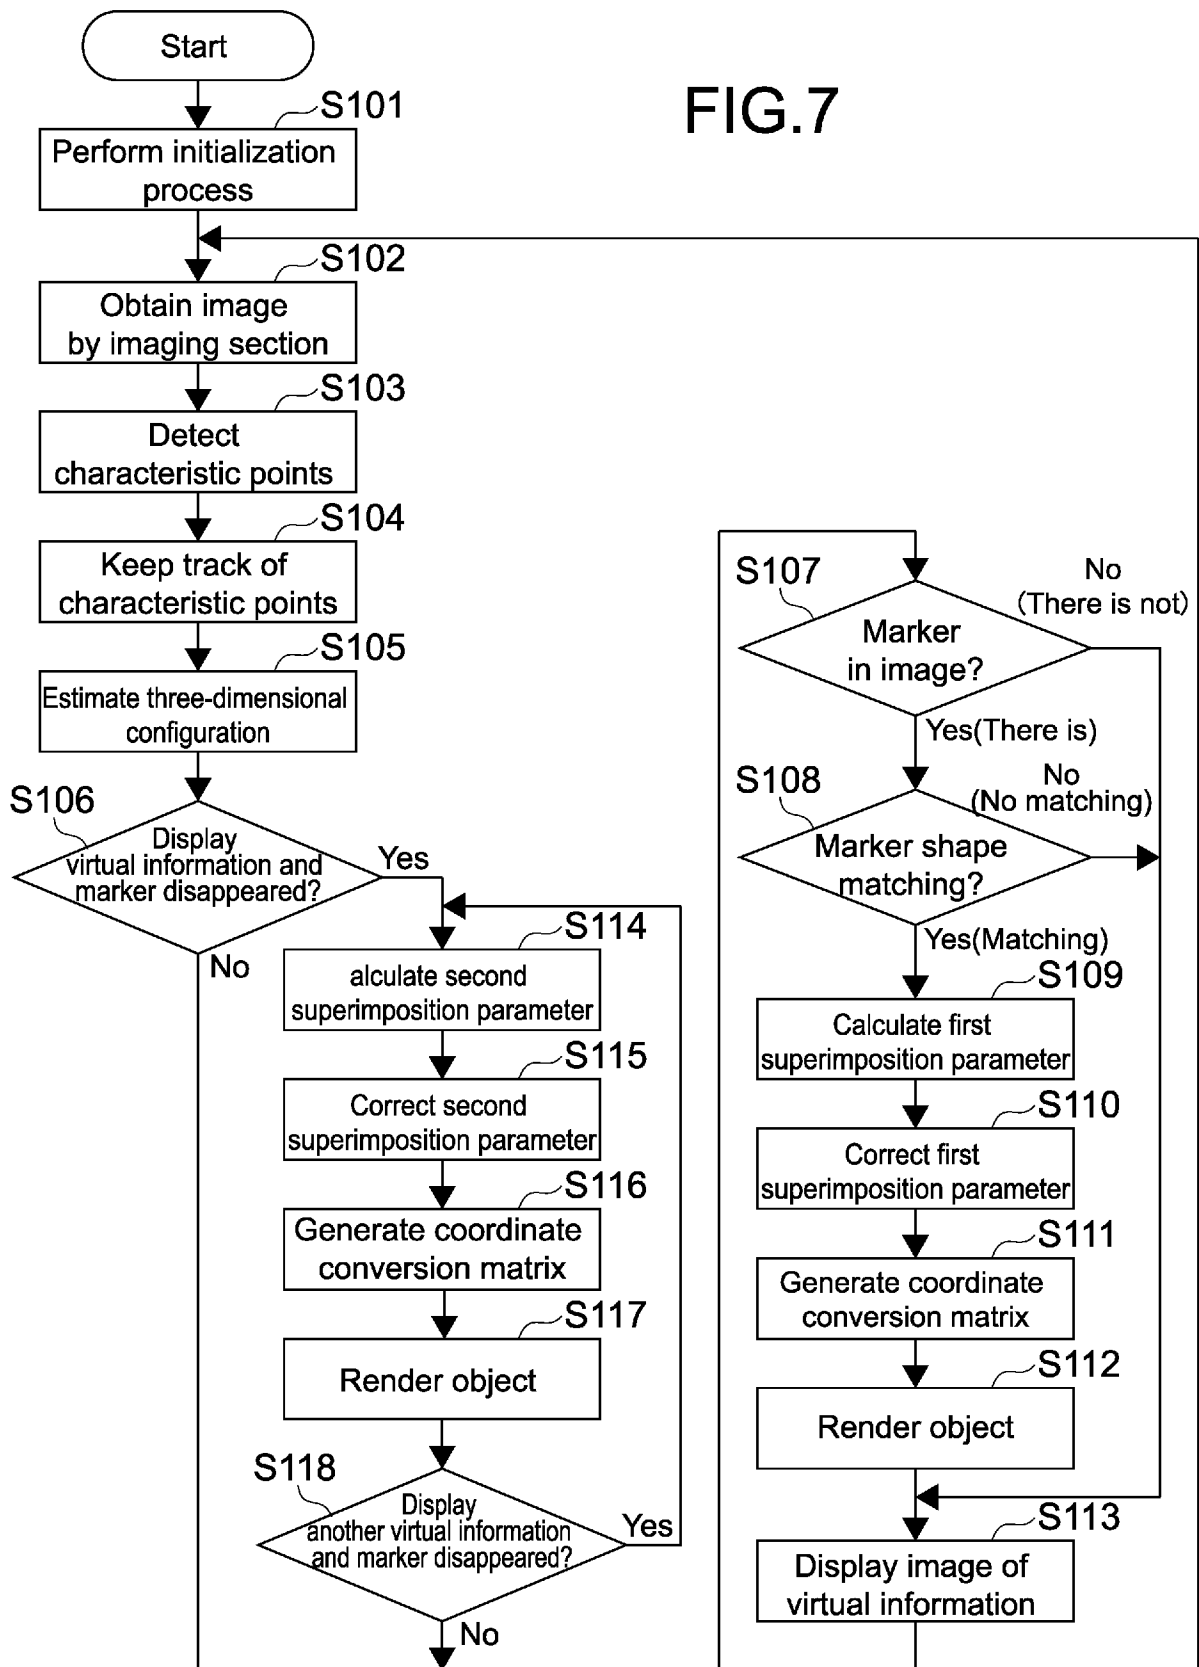 Start
FIG.7
S101
Perform initialization
process
S102
Obtain image
by imaging section
S103
Detect
characteristic points
S104
Keep track of
characteristic points
S105
Estimate three-dimensional
configuration
S106
Display
virtual information and
marker disappeared?
Yes
No
S114
alculate second
superimposition parameter
S115
Correct second
superimposition parameter
S116
Generate coordinate
conversion matrix
S117
Render object
S118
Display
another virtual information
and marker disappeared?
Yes
No
S107
Marker
in image?
No
(There is not)
Yes(There is)
S108
Marker shape
matching?
No
(No matching)
Yes(Matching)
S109
Calculate first
superimposition parameter
S110
Correct first
superimposition parameter
S111
Generate coordinate
conversion matrix
S112
Render object
S113
Display image of
virtual information